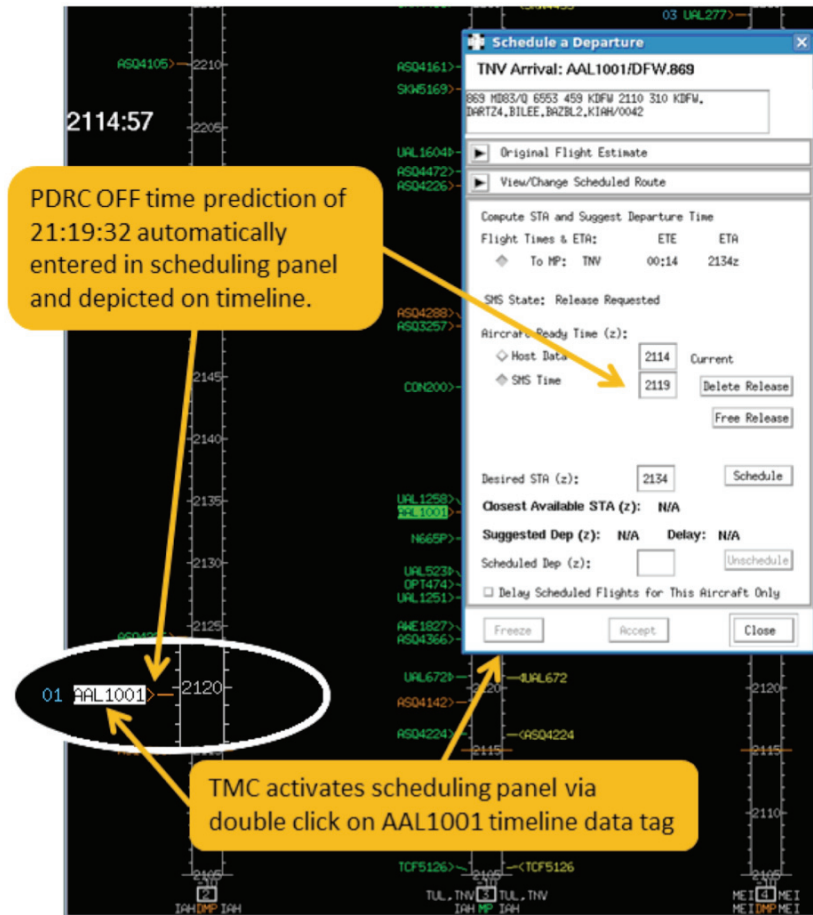 03 UAL277>
ASQ4105> 2210
ASQ4161>
SKW5169>
2114:57
2205
UAL1604>
ASQ4472>
ASQ4226>
PDRC OFF time prediction of
21:19:32 automatically
entered in scheduling panel
and depicted on timeline.
ASQ4288>
ASQ3257>
2145
CON200>
2140
2135
UAL1258>
AAL1001>
N665P>
2130
UAL523>
OPT474>
UAL1251>
2125
AWE1827>
ASQ4366>
01 AAL1001> 2120
UAL672> 2120 <UAL672 2120
ASQ4142>
ASQ4224> <ASQ4224
2115 2115
TMC activates scheduling panel via
double click on AAL1001 timeline data tag
2110
TCF5126> <TCF5126
2105 2105 2105
2 TUL,TNV 3 TUL,TNV MEI 4 MEI
IAH DMP IAH IAH MP IAH MEI DMP MEI
Schedule a Departure
TNV Arrival: AAL1001/DFW.869
869 MD83/Q 6553 459 KDFW 2110 310 KDFW.
DARTZ4.BILEE.BAZBL2.KIAH/0042
Original Flight Estimate
View/Change Scheduled Route
Compute STA and Suggest Departure Time
Flight Times & ETA: ETE ETA
To MP: TNV 00:14 2134z
SMS State: Release Requested
Aircraft Ready Time (z):
Host Data 2114 Current
SMS Time 2119 Delete Release
Free Release
Desired STA (z): 2134 Schedule
Closest Available STA (z): N/A
Suggested Dep (z): N/A Delay: N/A
Scheduled Dep (z): Unschedule
Delay Scheduled Flights for This Aircraft Only
Freeze Accept Close